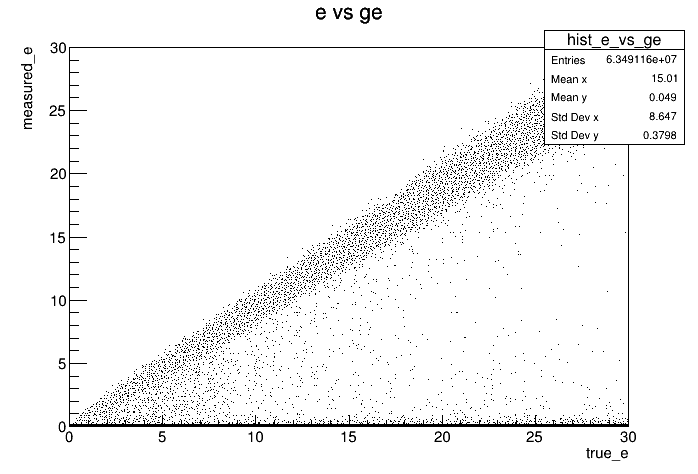 e vs ge
hist_e_vs_ge
Entries 6.349116e+07
Mean x 15.01
Mean y 0.049
Std Dev x 8.647
Std Dev y 0.3798
measured_e
30
25
20
15
10
5
0
0 5 10 15 20 25 30
true_e